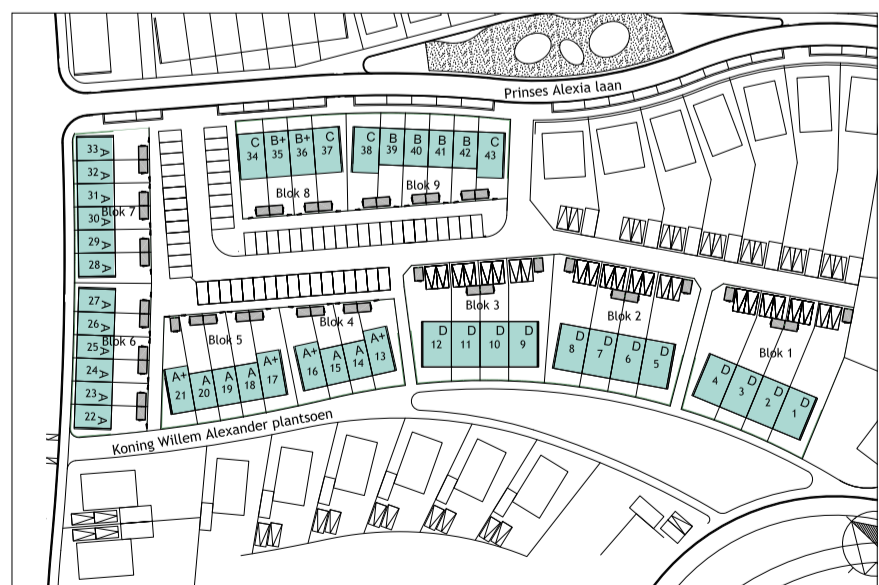 Prinses Alexia laan
C B+ B+ C
34 35 36 37
Blok 8
C B B B B C
38 39 40 41 42 43
Blok 9
33 A
32 A
31 A
30 A
29 A
28 A
Blok 7
27 A
26 A
25 A
24 A
23 A
22 A
Blok 6
Blok 5
A+ A A A A+
21 20 19 18 17
Blok 4
A+ A A A+
16 15 14 13
Blok 3
D D D D
12 11 10 9
Blok 2
D D D D
8 7 6 5
Blok 1
D D D D
4 3 2 1
Koning Willem Alexander plantsoen